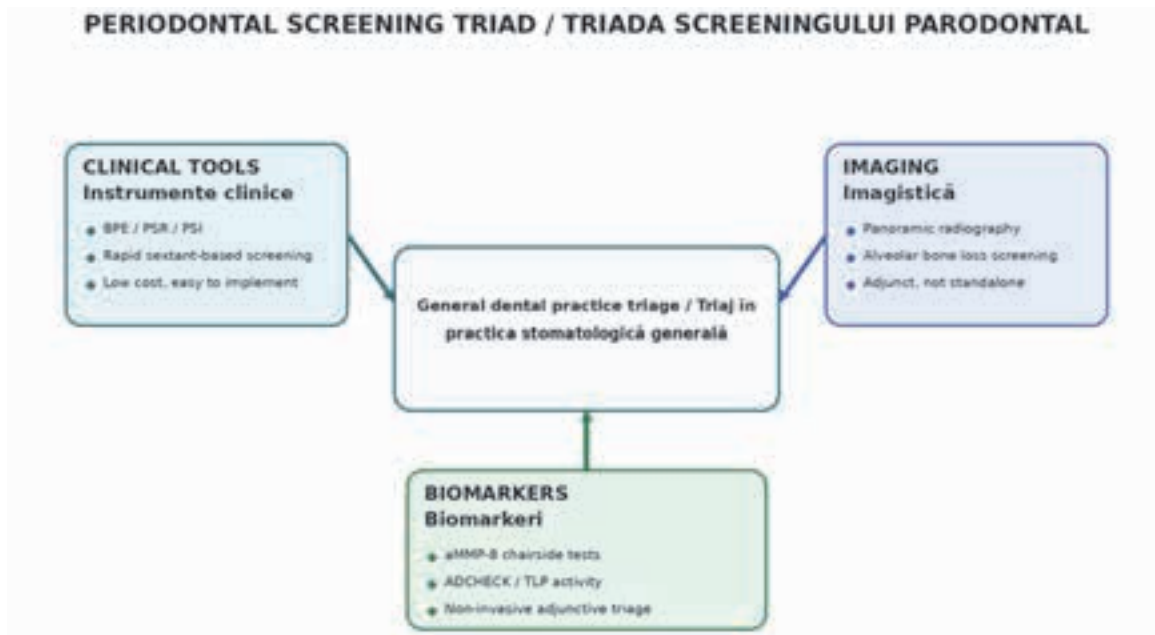 PERIODONTAL SCREENING TRIAD / TRIADA SCREENINGULUI PARODONTAL
CLINICAL TOOLS
Instrumente clinice
BPE / PSR / PSI
Rapid sextant-based screening
Low cost, easy to implement
IMAGING
Imagistică
Panoramic radiography
Alveolar bone loss screening
Adjunct, not standalone
General dental practice triage / Triaj în
practica stomatologică generală
BIOMARKERS
Biomarkeri
aMMP-8 chairside tests
ADCHECK / TLP activity
Non-invasive adjunctive triage